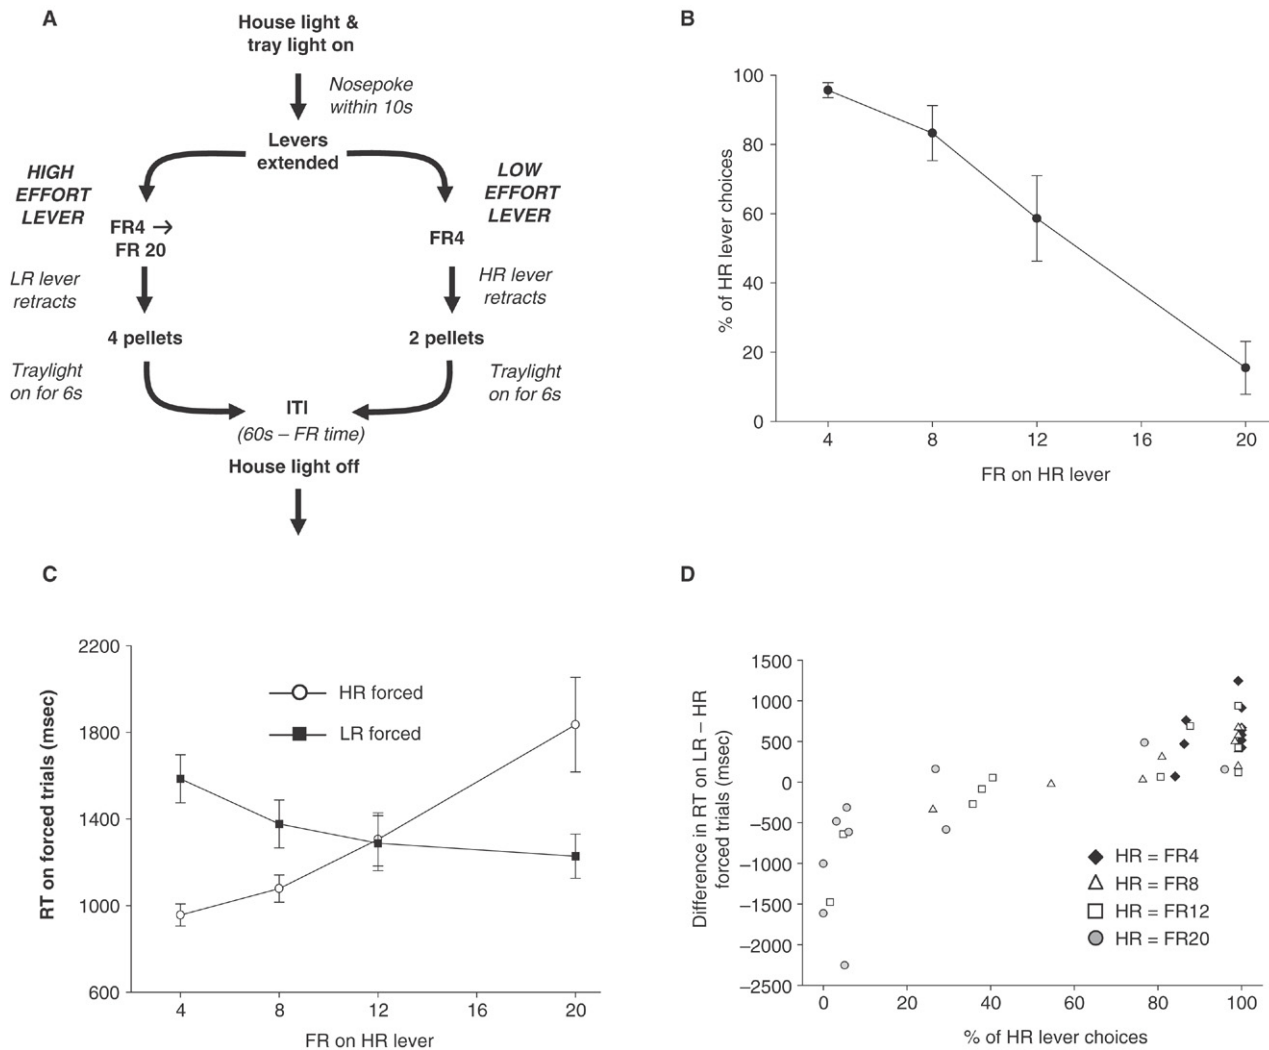 A
House light &
tray light on
Nosepoke
within 10s
Levers
extended
HIGH
EFFORT
LEVER
LOW
EFFORT
LEVER
FR4 →
FR 20
FR4
LR lever
retracts
HR lever
retracts
4 pellets
2 pellets
Traylight
on for 6s
Traylight
on for 6s
ITI
(60s – FR time)
House light off
B
% of HR lever choices
100
80
60
40
20
0
4 8 12 16 20
FR on HR lever
C
RT on forced trials (msec)
2200
1800
1400
1000
600
HR forced
LR forced
4 8 12 16 20
FR on HR lever
D
Difference in RT on LR – HR
forced trials (msec)
1500
1000
500
0
–500
–1000
–1500
–2000
–2500
HR = FR4
HR = FR8
HR = FR12
HR = FR20
0 20 40 60 80 100
% of HR lever choices